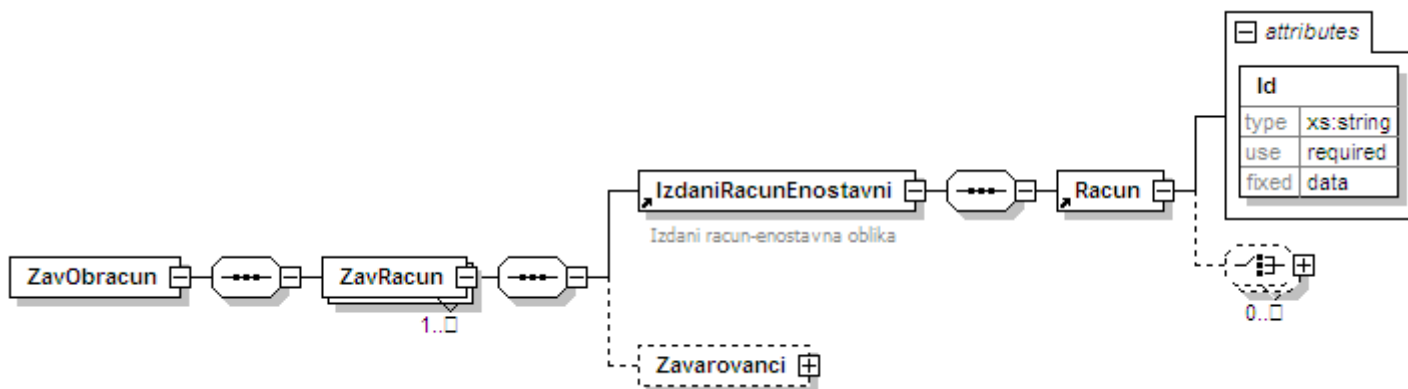 attributes
Id
type xs:string
use required
fixed data
IzdaniRacunEnostavni
Racun
Izdani racun-enostavna oblika
ZavObracun
ZavRacun
1..□
0..□
Zavarovanci